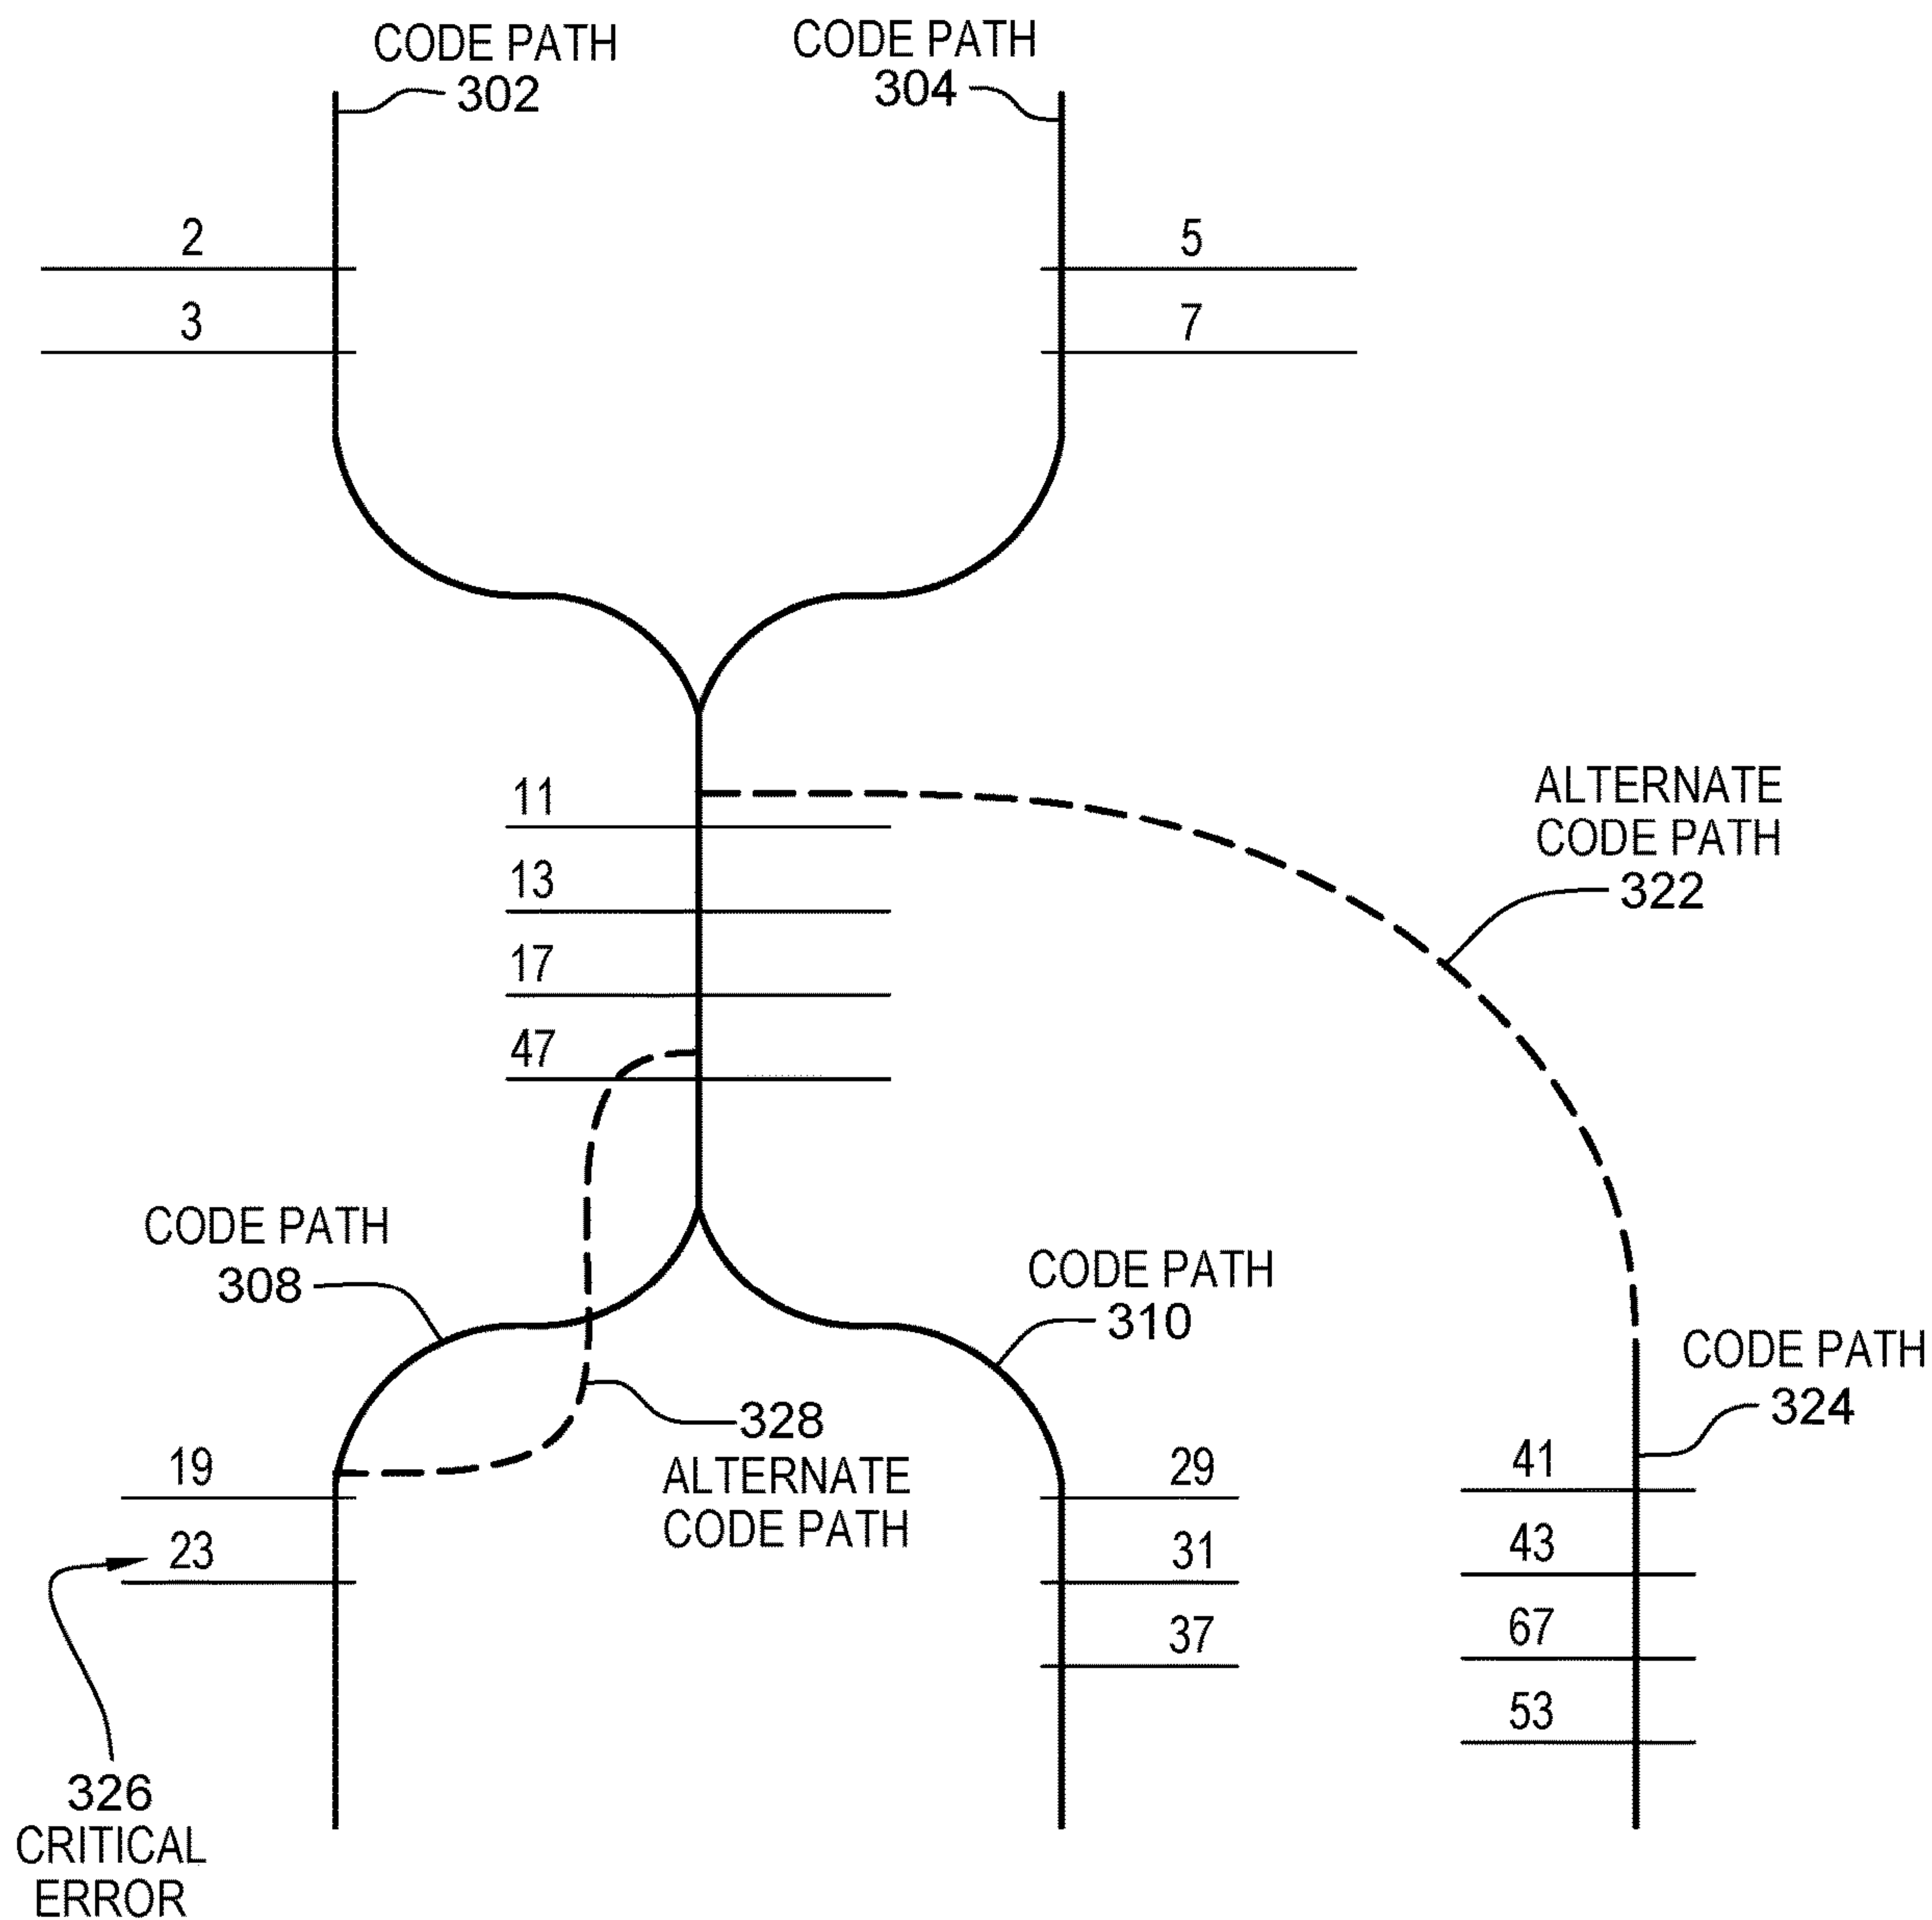 CODE PATH
302
CODE PATH
304
2
3
5
7
11
13
17
47
ALTERNATE
CODE PATH
322
CODE PATH
308
CODE PATH
310
CODE PATH
324
328
ALTERNATE
CODE PATH
19
23
29
31
37
41
43
67
53
326
CRITICAL
ERROR